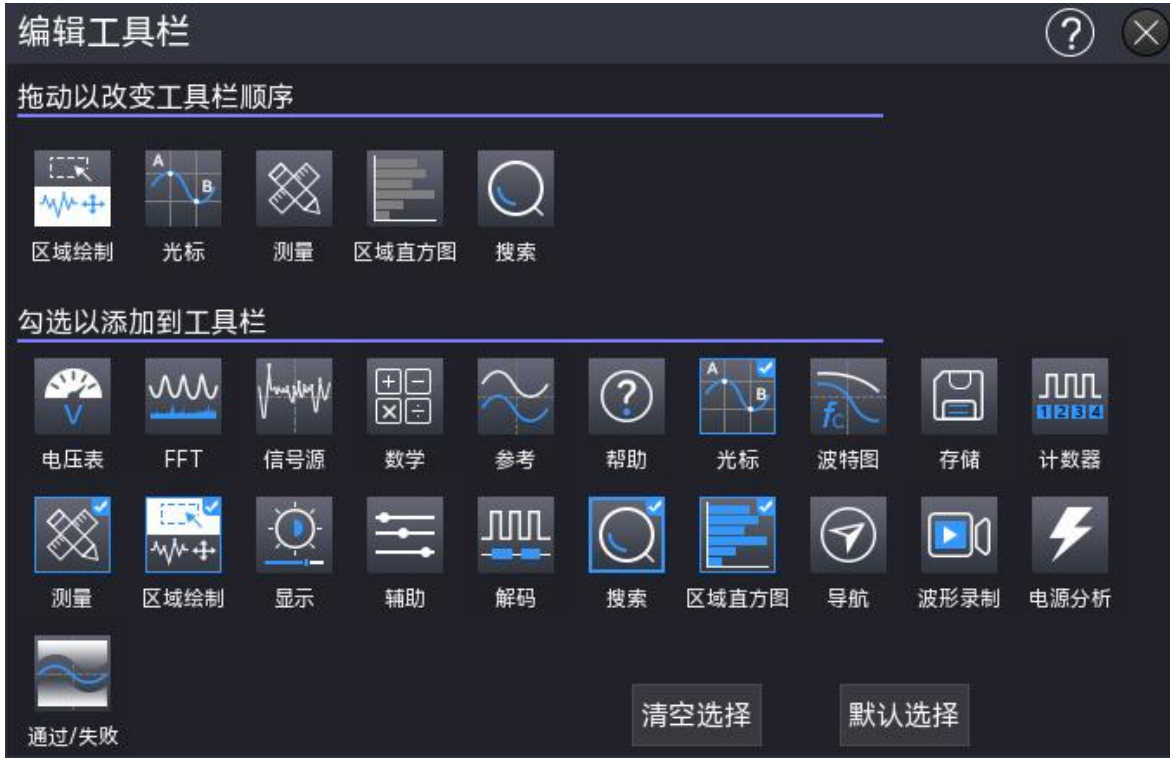 编辑工具栏
?
拖动以改变工具栏顺序
A
B
区域绘制 光标 测量 区域直方图 搜索
勾选以添加到工具栏
V
?
A
B
fc
1 2 3 4
电压表 FFT 信号源 数学 参考 帮助 光标 波特图 存储 计数器
测量 区域绘制 显示 辅助 解码 搜索 区域直方图 导航 波形录制 电源分析
通过/失败
清空选择 默认选择